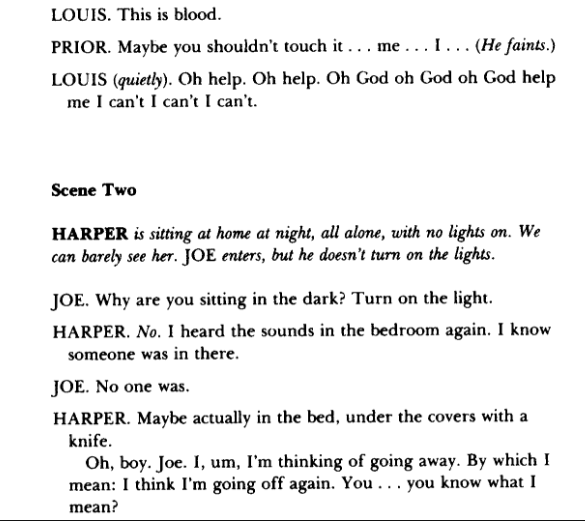 LOUIS. This is blood.
PRIOR. Maybe you shouldn't touch it . . . me . . . I . . . (He faints.)
LOUIS (quietly). Oh help. Oh help. Oh God oh God oh God help
me I can't I can't I can't.
Scene Two
HARPER is sitting at home at night, all alone, with no lights on. We
can barely see her. JOE enters, but he doesn't turn on the lights.
JOE. Why are you sitting in the dark? Turn on the light.
HARPER. No. I heard the sounds in the bedroom again. I know
someone was in there.
JOE. No one was.
HARPER. Maybe actually in the bed, under the covers with a
knife.
Oh, boy. Joe. I, um, I'm thinking of going away. By which I
mean: I think I'm going off again. You . . . you know what I
mean?